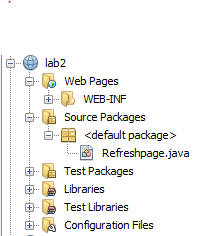 lab2
Web Pages
WEB-INF
Source Packages
<default package>
Refreshpage.java
Test Packages
Libraries
Test Libraries
Configuration Files